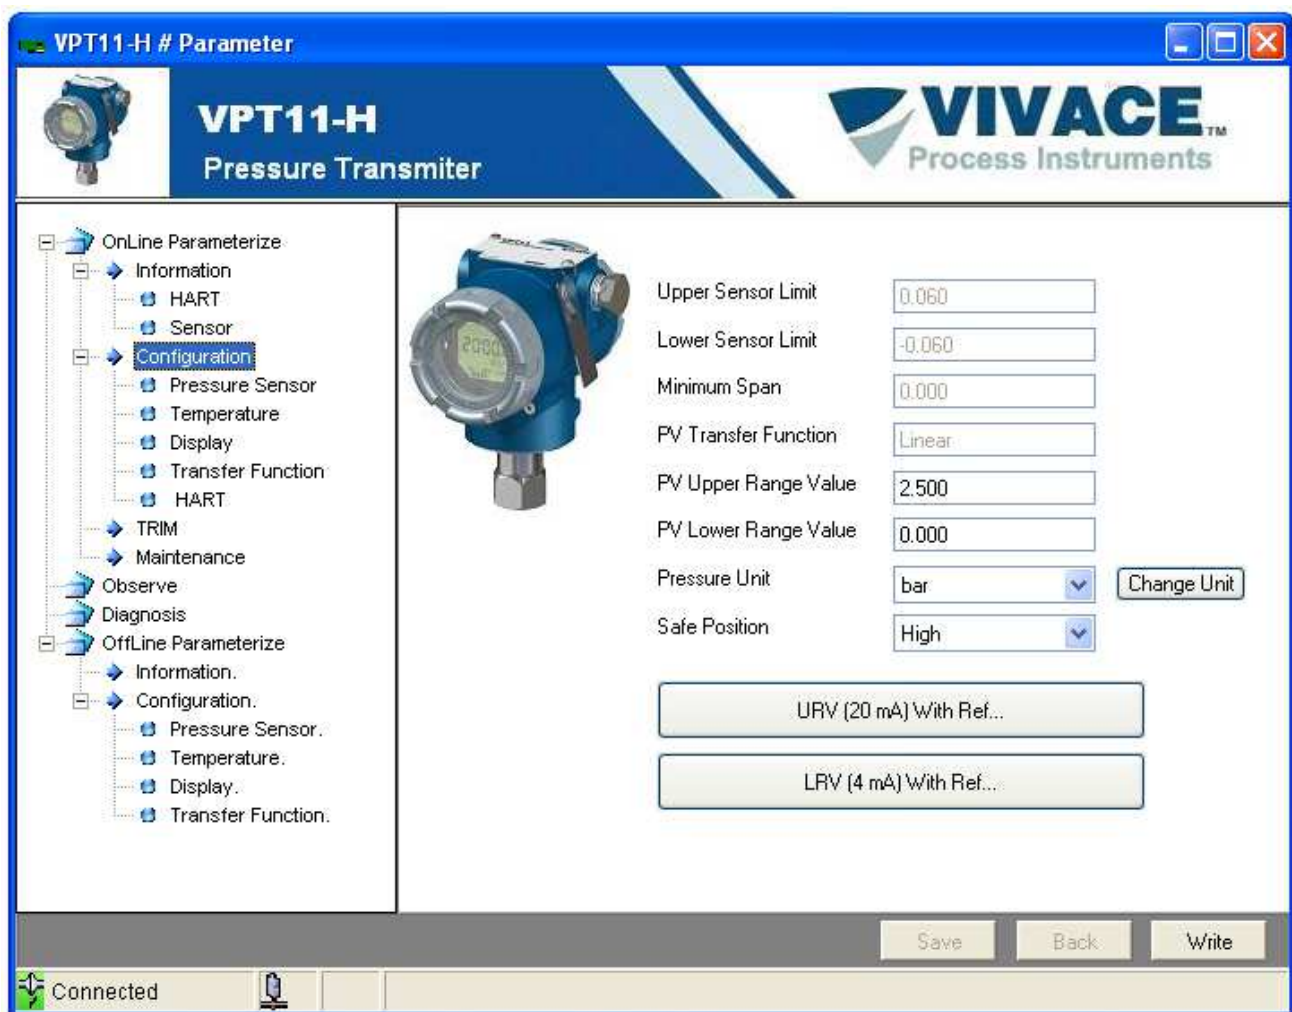 VPT11-H # Parameter
VPT11-H
Pressure Transmiter
VIVACE TM
Process Instruments
OnLine Parameterize
Information
HART
Sensor
Configuration
Pressure Sensor
Temperature
Display
Transfer Function
HART
TRIM
Maintenance
Observe
Diagnosis
OffLine Parameterize
Information.
Configuration.
Pressure Sensor.
Temperature.
Display.
Transfer Function.
Upper Sensor Limit 0.060
Lower Sensor Limit -0.060
Minimum Span 0.000
PV Transfer Function Linear
PV Upper Range Value 2.500
PV Lower Range Value 0.000
Pressure Unit bar Change Unit
Safe Position High
URV (20 mA) With Ref...
LRV (4 mA) With Ref...
Save Back Write
Connected